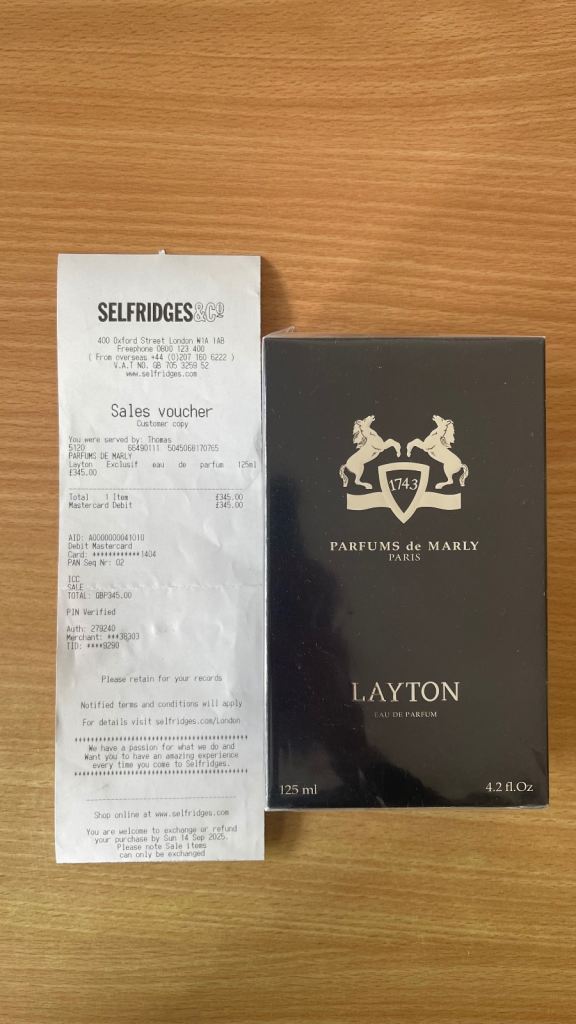 SELFRIDGES&Co
400 Oxford Street London W1A 1AB
Freephone 0800 123 400
( From overseas +44 (0)207 160 6222 )
V.A.T NO. GB 705 3259 52
www.selfridges.com
Sales voucher
Customer copy
You were served by: Thomas
5120 66490111 5045068170765
PARFUMS DE MARLY
Layton Exclusif eau de parfum 125ml
£345.00
Total 1 Item £345.00
Mastercard Debit £345.00
AID: A0000000041010
Debit Mastercard
Card: ************1404
PAN Seq Nr: 02
ICC
SALE
TOTAL: GBP345.00
PIN Verified
Auth: 279240
Merchant: ***38303
TID: ****9290
Please retain for your records
Notified terms and conditions will apply
For details visit selfridges.com/London
We have a passion for what we do and
Want you to have an amazing experience
every time you come to Selfridges.
Shop online at www.selfridges.com
You are welcome to exchange or refund
your purchase by Sun 14 Sep 2025.
Please note Sale items
can only be exchanged
1743
PARFUMS de MARLY
PARIS
LAYTON
EAU DE PARFUM
125 ml 4.2 fl.Oz